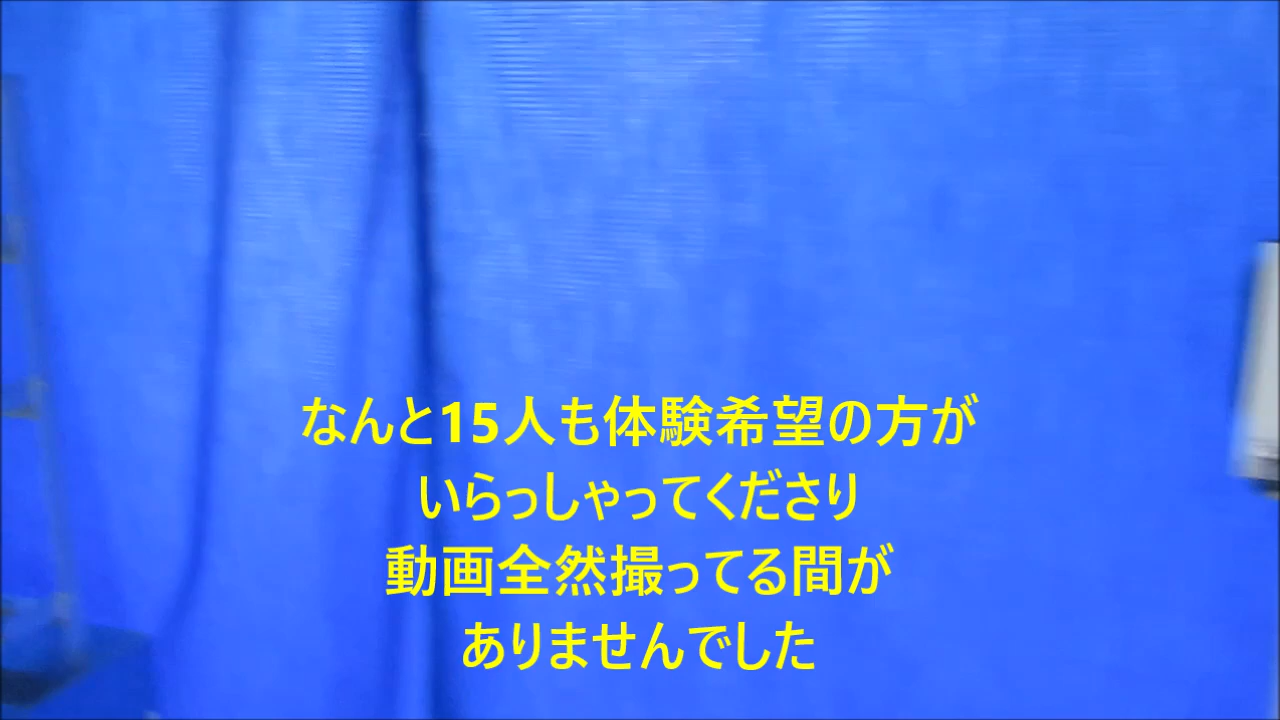 なんと15人も体験希望の方が
いらっしゃってくださり
動画全然撮ってる間が
ありませんでした